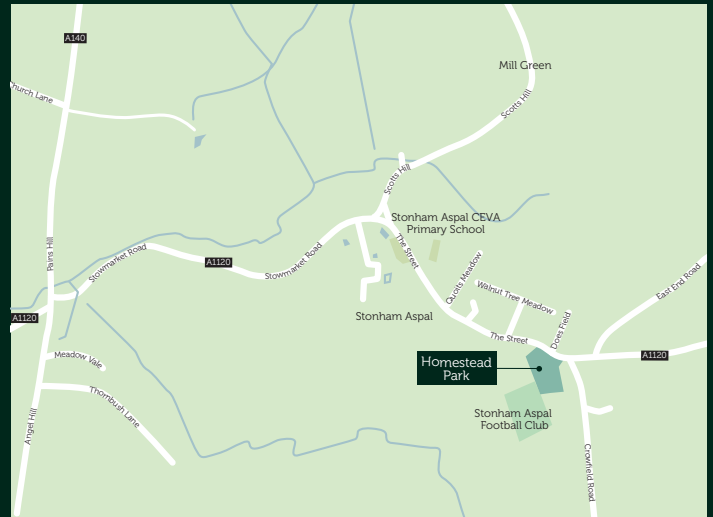 A140
Mill Green
Church Lane
Scotts Hill
Scotts Hill
Stonham Aspal CEVA
Primary School
Pains Hill
Stowmarket Road
A1120
Stowmarket Road
The Street
Quoits Meadow
Walnut Tree Meadow
East End Road
A1120
Stonham Aspal
The Street
Does Field
A1120
Meadow Vale
Homestead
Park
Thornbush Lane
Angel Hill
Stonham Aspal
Football Club
Crowfield Road